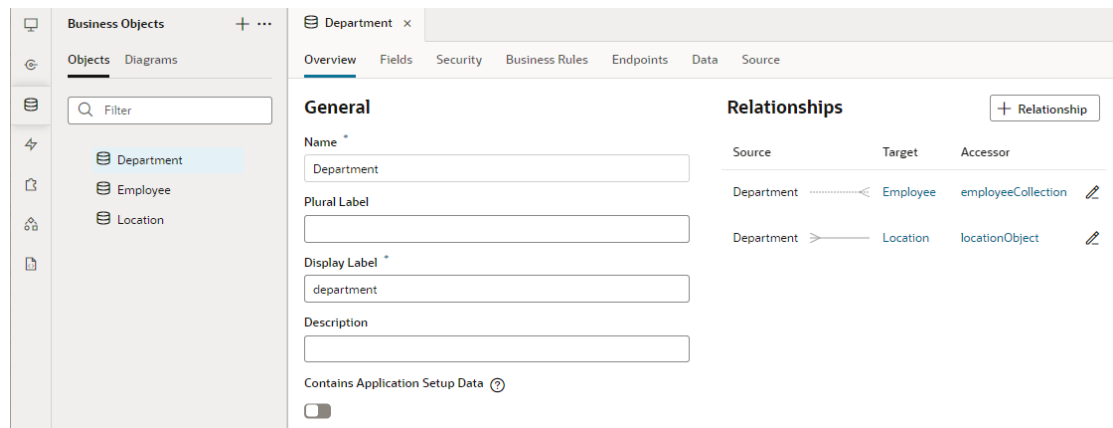 Business Objects
Objects Diagrams
Filter
Department
Employee
Location
Department ×
Overview Fields Security Business Rules Endpoints Data Source
General
Name *
Department
Plural Label
Display Label *
department
Description
Contains Application Setup Data ?
Relationships
+ Relationship
Source Target Accessor
Department Employee employeeCollection
Department Location locationObject